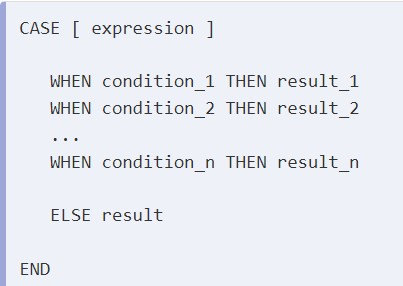 CASE [ expression ]
WHEN condition_1 THEN result_1
WHEN condition_2 THEN result_2
...
WHEN condition_n THEN result_n
ELSE result
END